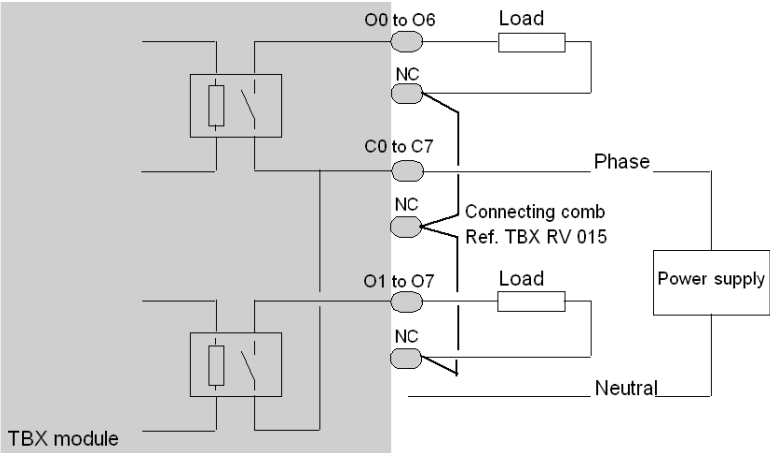 O0 to O6
Load
NC
C0 to C7
Phase
NC
Connecting comb
Ref. TBX RV 015
O1 to O7
Load
Power supply
NC
Neutral
TBX module